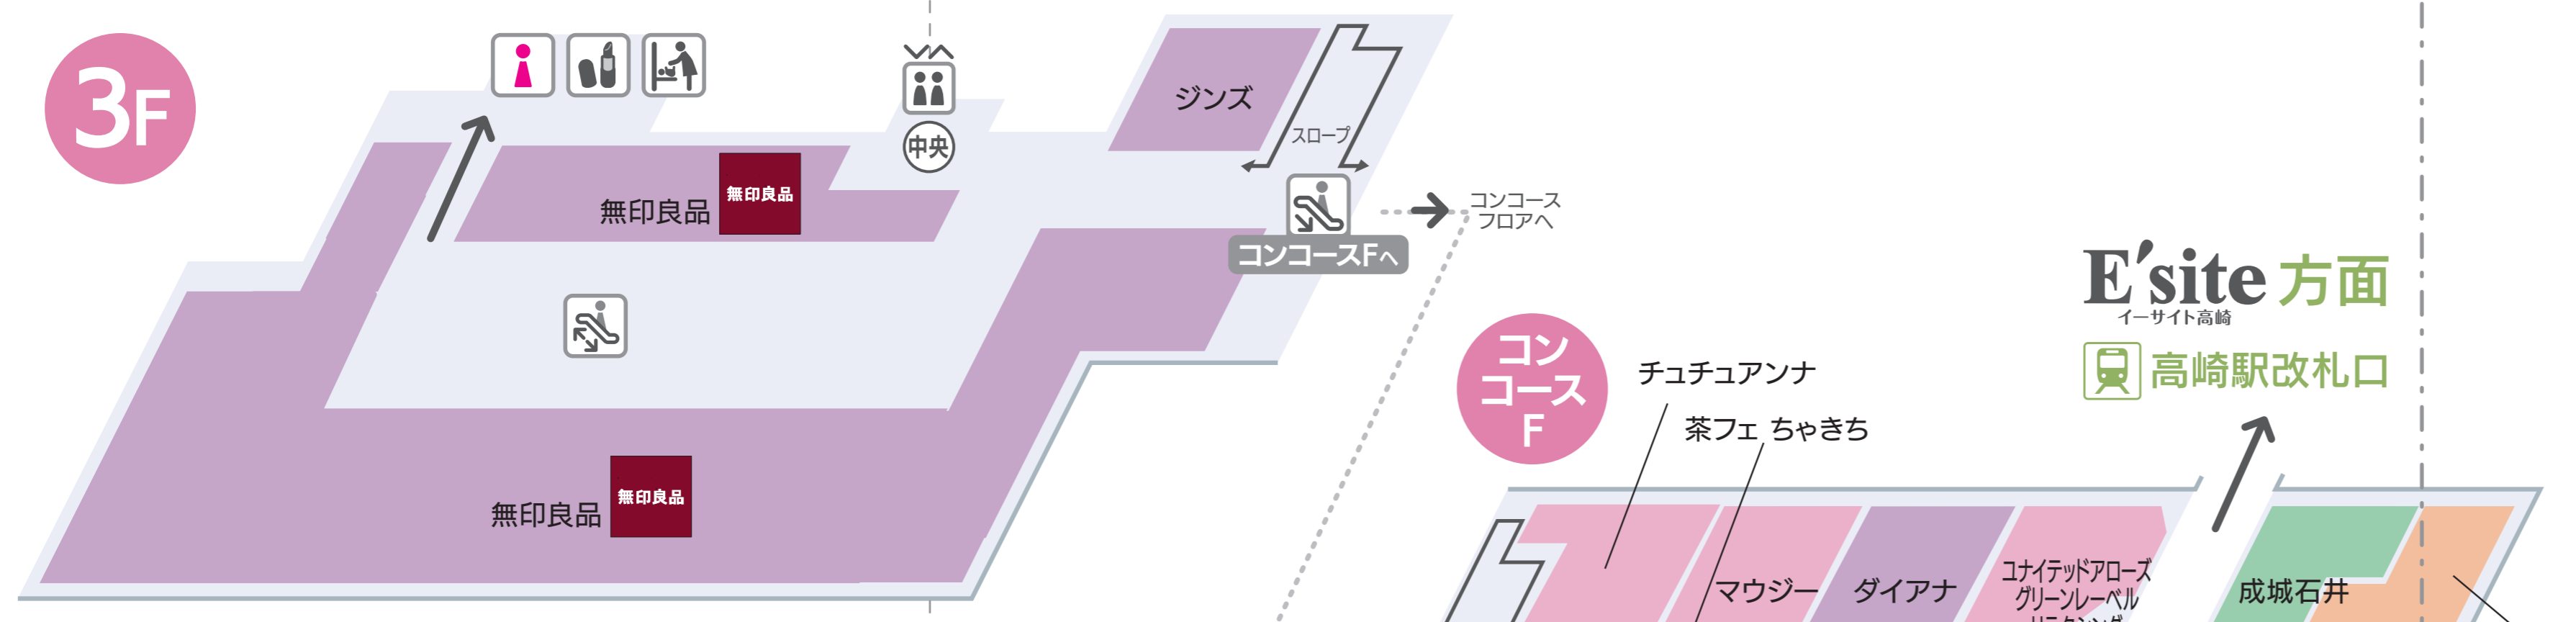 3F
中央
ジンズ
スロープ
無印良品
無印良品
コンコース
フロアへ
コンコースFへ
E'site 方面
イーサイト高崎
高崎駅改札口
コン
コース
F
チュチュアンナ
茶フェ ちゃきち
無印良品
無印良品
マウジー
ダイアナ
ユナイテッドアローズ
グリーンレーベル
成城石井